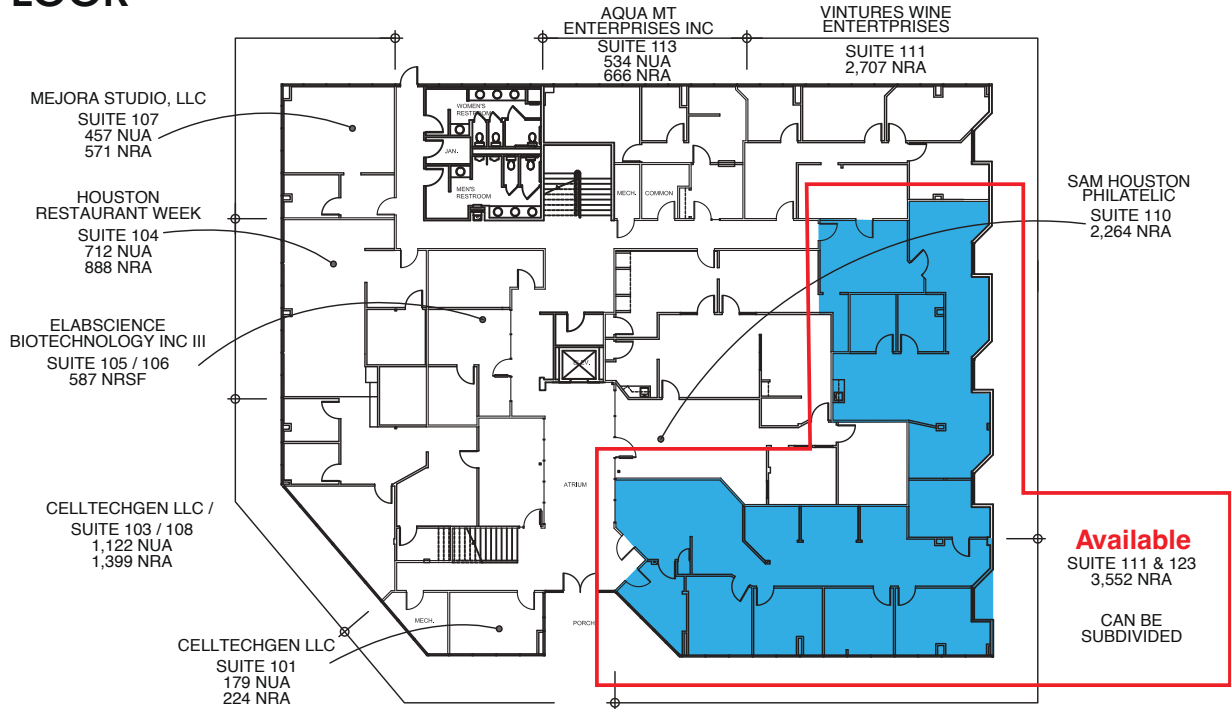 AQUA MT
ENTERPRISES INC
SUITE 113
534 NUA
666 NRA
VINTURES WINE
ENTERTPRISES
SUITE 111
2,707 NRA
MEJORA STUDIO, LLC
SUITE 107
457 NUA
571 NRA
WOMEN'S
RESTROOM
JAN.
MEN'S
RESTROOM
MECH.
COMMON
HOUSTON
RESTAURANT WEEK
SUITE 104
712 NUA
888 NRA
SAM HOUSTON
PHILATELIC
SUITE 110
2,264 NRA
ELABSCIENCE
BIOTECHNOLOGY INC III
SUITE 105 / 106
587 NRSF
ELEV.
ATRIUM
CELLTECHGEN LLC /
SUITE 103 / 108
1,122 NUA
1,399 NRA
Available
SUITE 111 & 123
3,552 NRA
CAN BE
SUBDIVIDED
MECH.
PORCH
CELLTECHGEN LLC
SUITE 101
179 NUA
224 NRA